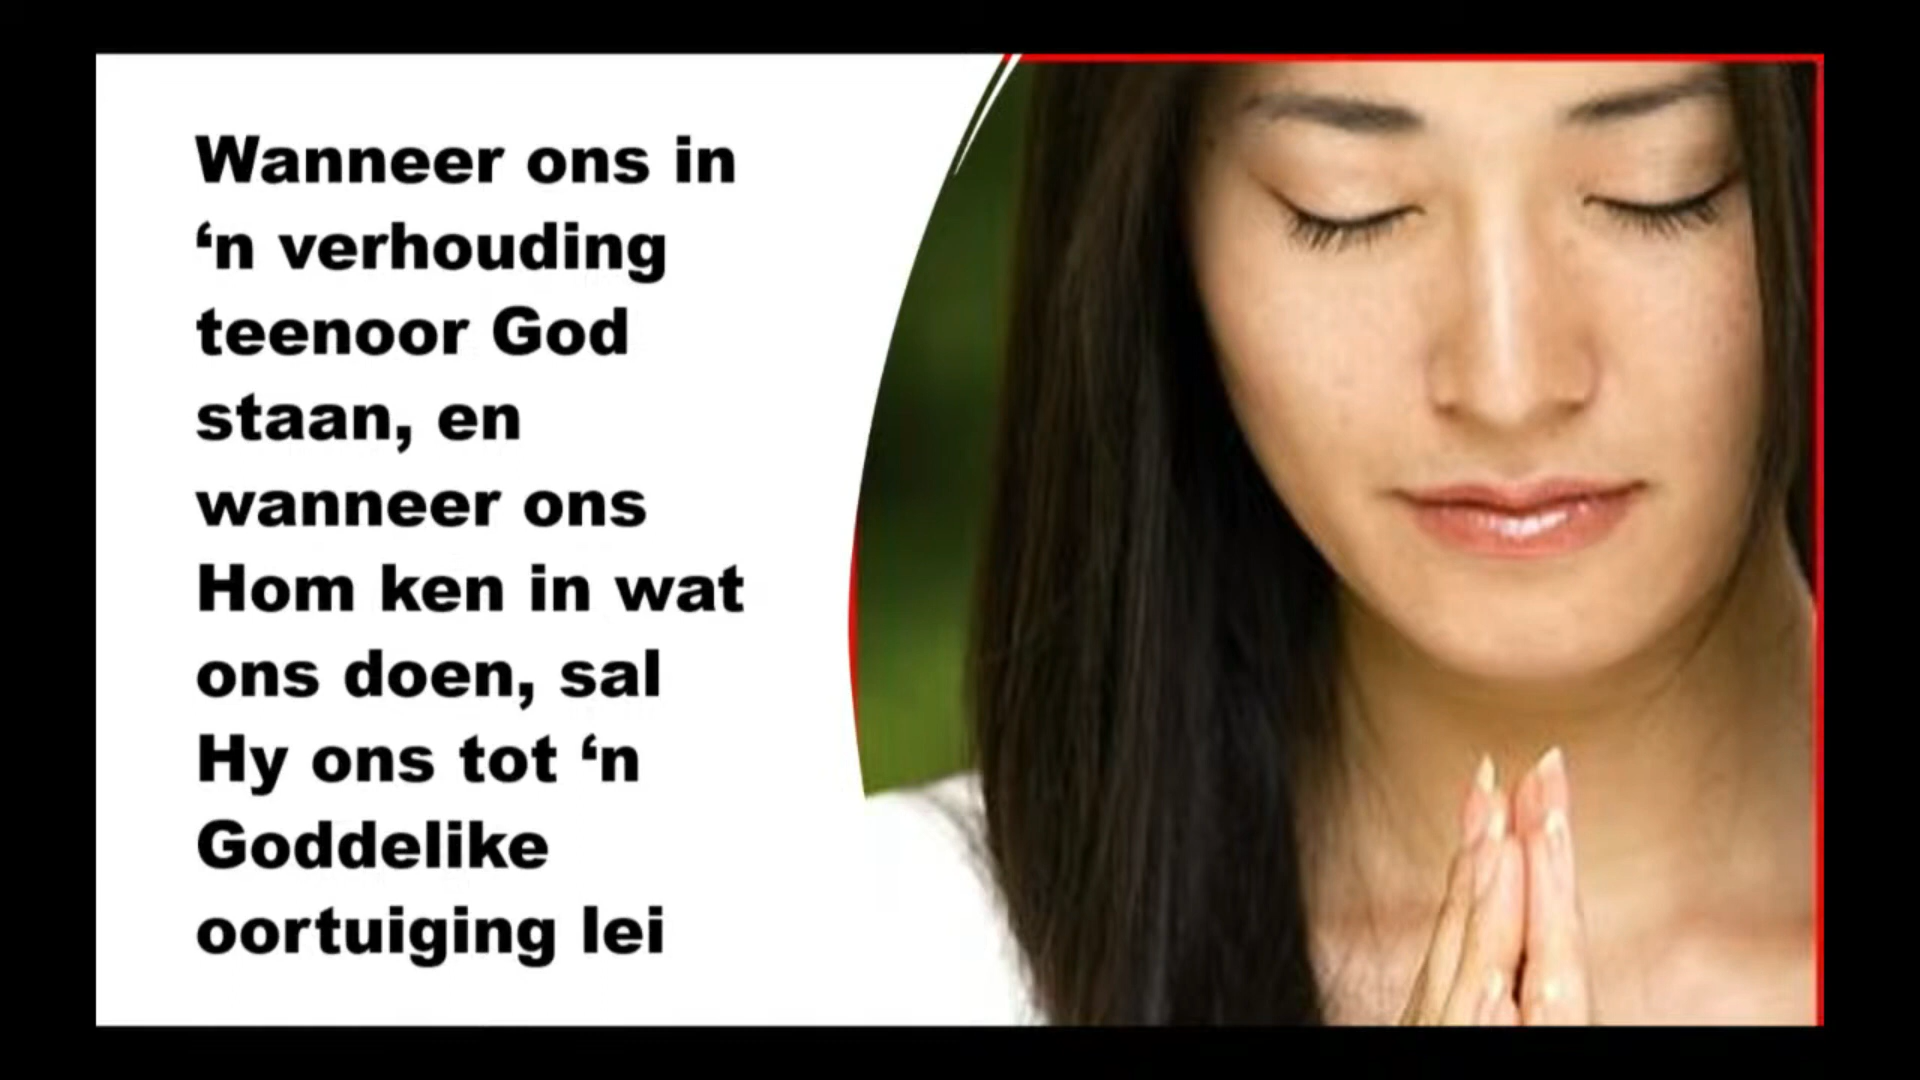 Wanneer ons in
‘n verhouding
teenoor God
staan, en
wanneer ons
Hom ken in wat
ons doen, sal
Hy ons tot ‘n
Goddelike
oortuiging lei